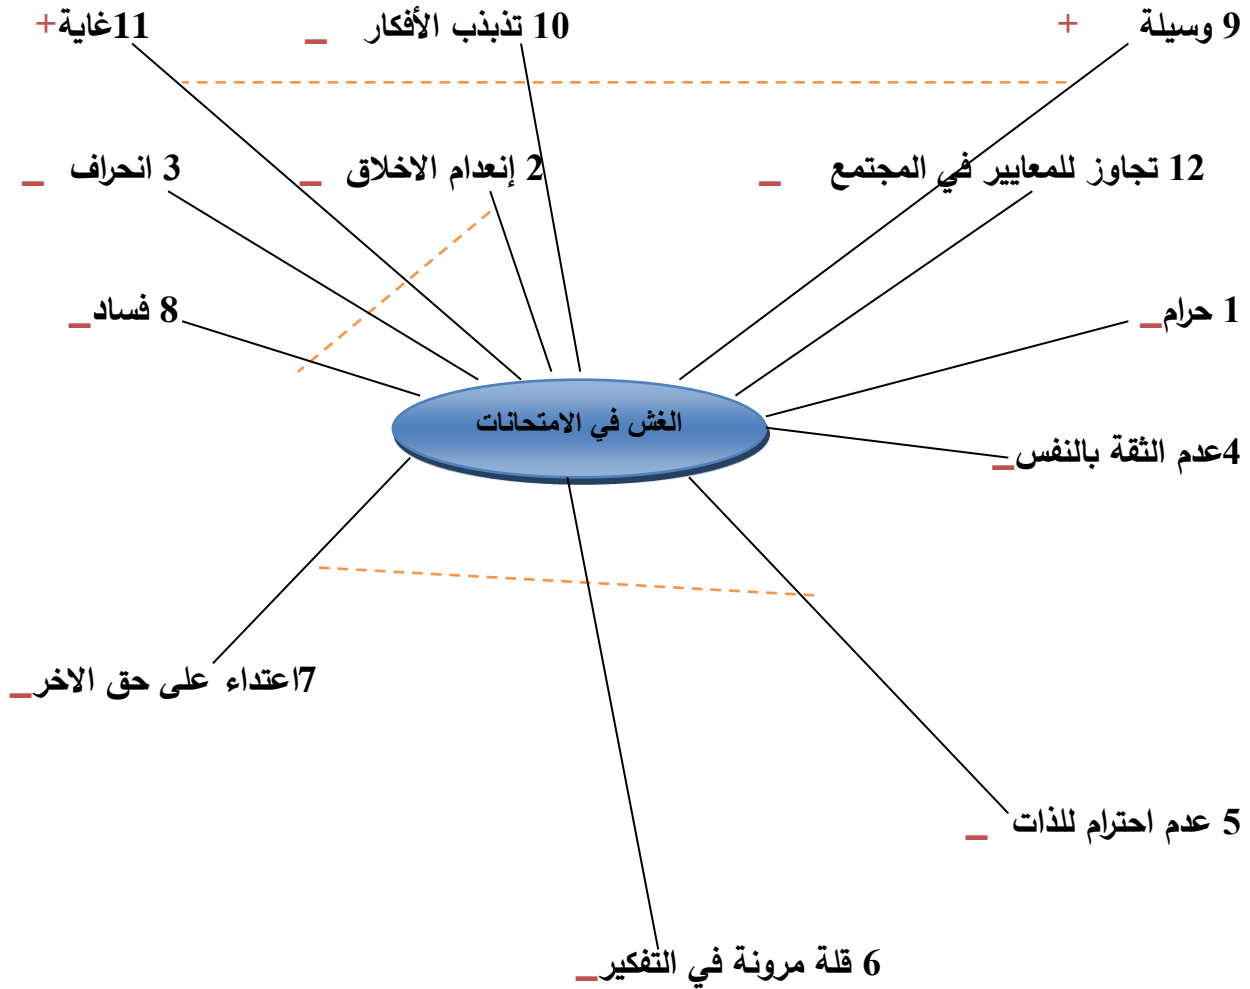 9 وسيلة +
10 تذبذب الأفكار _
11غاية+
12 تجاوز للمعايير في المجتمع _
2 إنعدام الاخلاق _
3 انحراف _
1 حرام_
8 فساد_
الغش في الامتحانات
4عدم الثقة بالنفس_
7اعتداء على حق الاخر_
5 عدم احترام للذات _
6 قلة مرونة في التفكير_